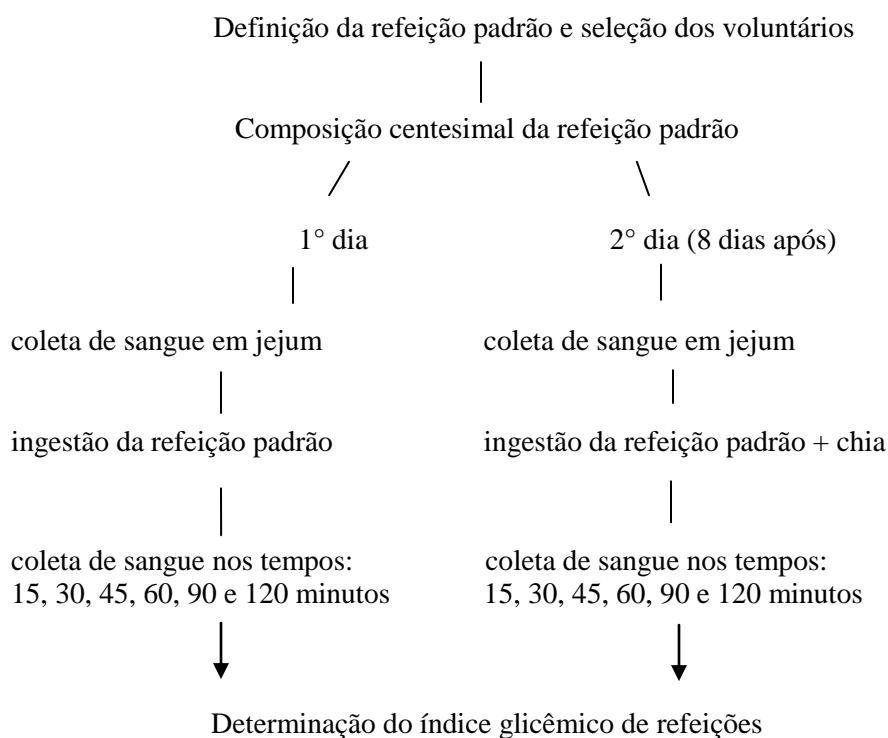 Definição da refeição padrão e seleção dos voluntários
Composição centesimal da refeição padrão
1° dia
2° dia (8 dias após)
coleta de sangue em jejum
coleta de sangue em jejum
ingestão da refeição padrão
ingestão da refeição padrão + chia
coleta de sangue nos tempos:
15, 30, 45, 60, 90 e 120 minutos
coleta de sangue nos tempos:
15, 30, 45, 60, 90 e 120 minutos
Determinação do índice glicêmico de refeições